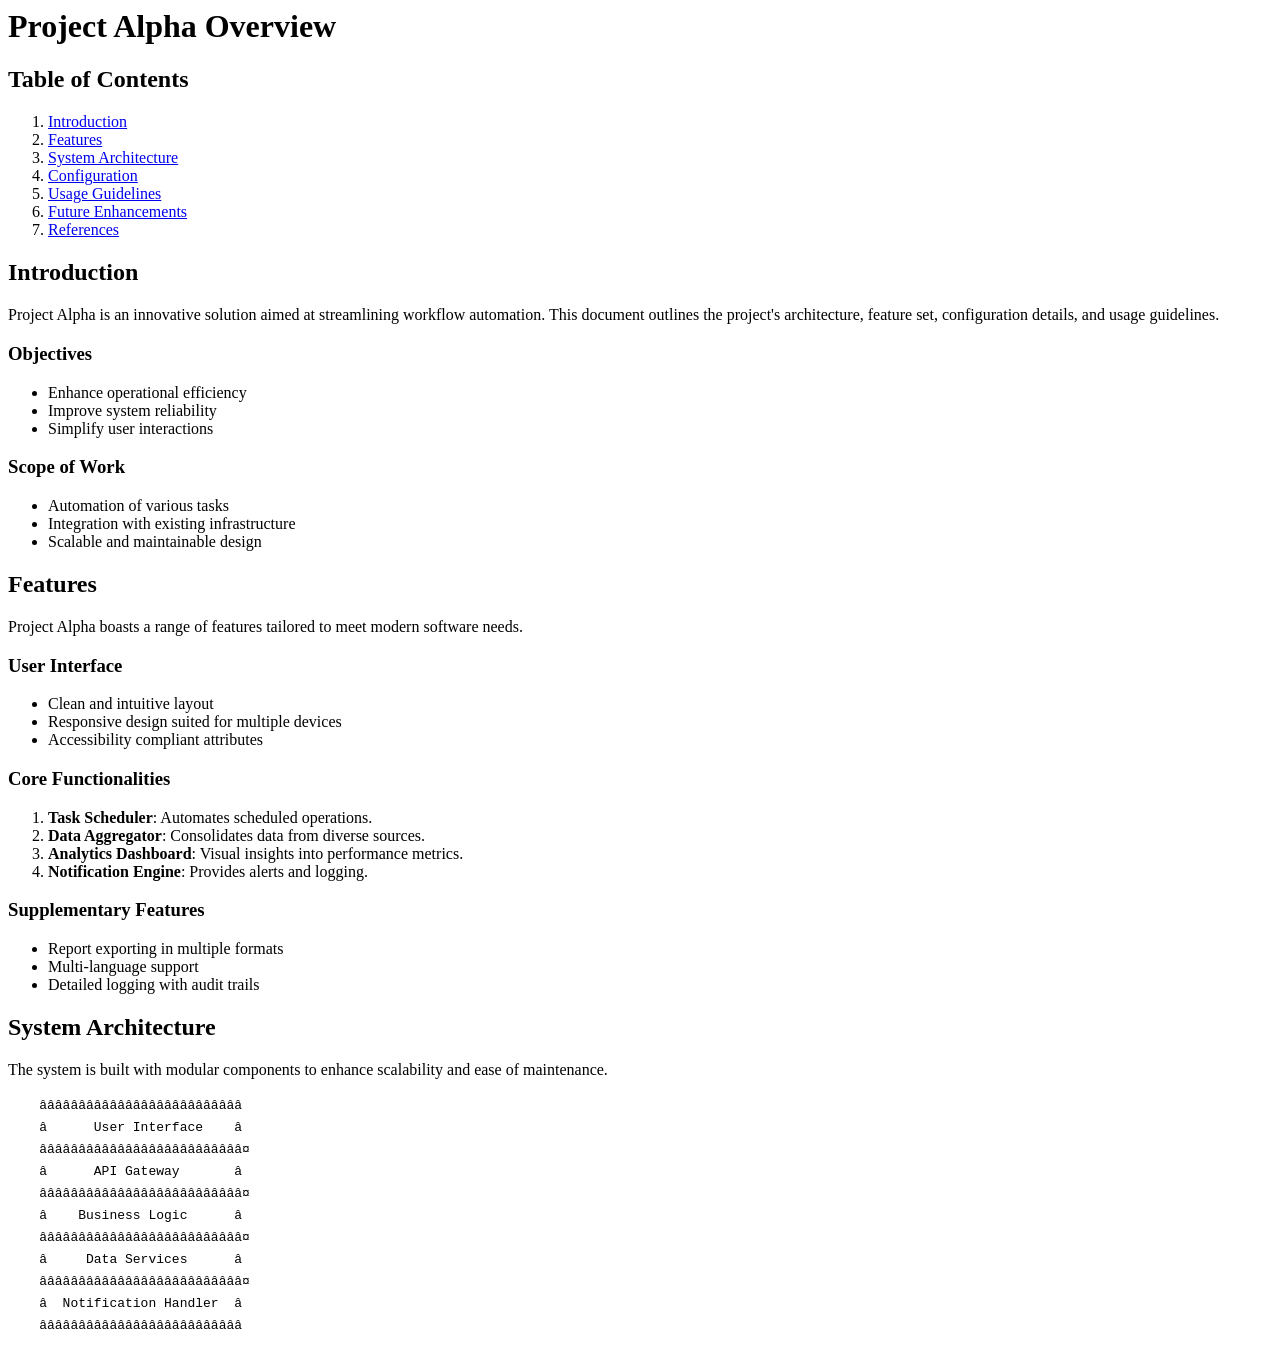 Project Alpha Overview
Table of Contents
1. Introduction
2. Features
3. System Architecture
4. Configuration
5. Usage Guidelines
6. Future Enhancements
7. References
Introduction
Project Alpha is an innovative solution aimed at streamlining workflow automation. This document outlines the project's architecture, feature set, configuration details, and usage guidelines.
Objectives
• Enhance operational efficiency
• Improve system reliability
• Simplify user interactions
Scope of Work
• Automation of various tasks
• Integration with existing infrastructure
• Scalable and maintainable design
Features
Project Alpha boasts a range of features tailored to meet modern software needs.
User Interface
• Clean and intuitive layout
• Responsive design suited for multiple devices
• Accessibility compliant attributes
Core Functionalities
1. Task Scheduler: Automates scheduled operations.
2. Data Aggregator: Consolidates data from diverse sources.
3. Analytics Dashboard: Visual insights into performance metrics.
4. Notification Engine: Provides alerts and logging.
Supplementary Features
• Report exporting in multiple formats
• Multi-language support
• Detailed logging with audit trails
System Architecture
The system is built with modular components to enhance scalability and ease of maintenance.
ââââââââââââââââââââââââââ
â      User Interface    â
ââââââââââââââââââââââââââ¤
â      API Gateway       â
ââââââââââââââââââââââââââ¤
â    Business Logic      â
ââââââââââââââââââââââââââ¤
â     Data Services      â
ââââââââââââââââââââââââââ¤
â  Notification Handler  â
ââââââââââââââââââââââââââ